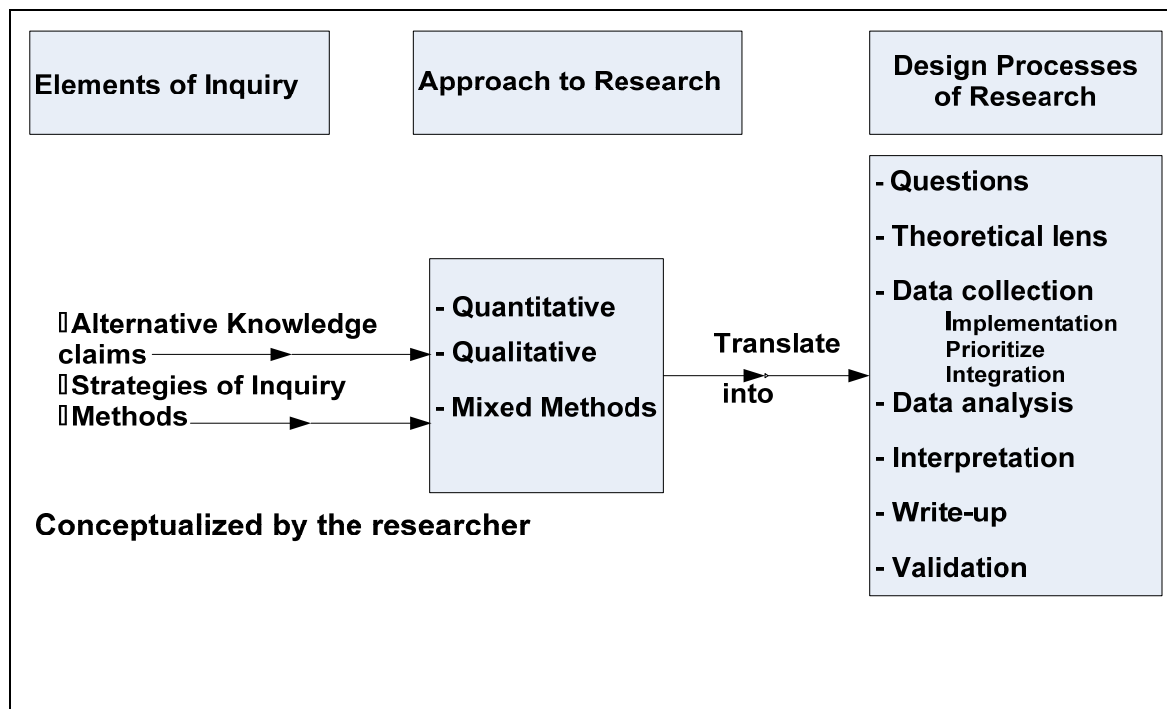 Elements of Inquiry
Approach to Research
Design Processes
of Research
▯Alternative Knowledge
claims
▯Strategies of Inquiry
▯Methods
Conceptualized by the researcher
- Quantitative
- Qualitative
- Mixed Methods
Translate
into
- Questions
- Theoretical lens
- Data collection
Implementation
Prioritize
Integration
- Data analysis
- Interpretation
- Write-up
- Validation